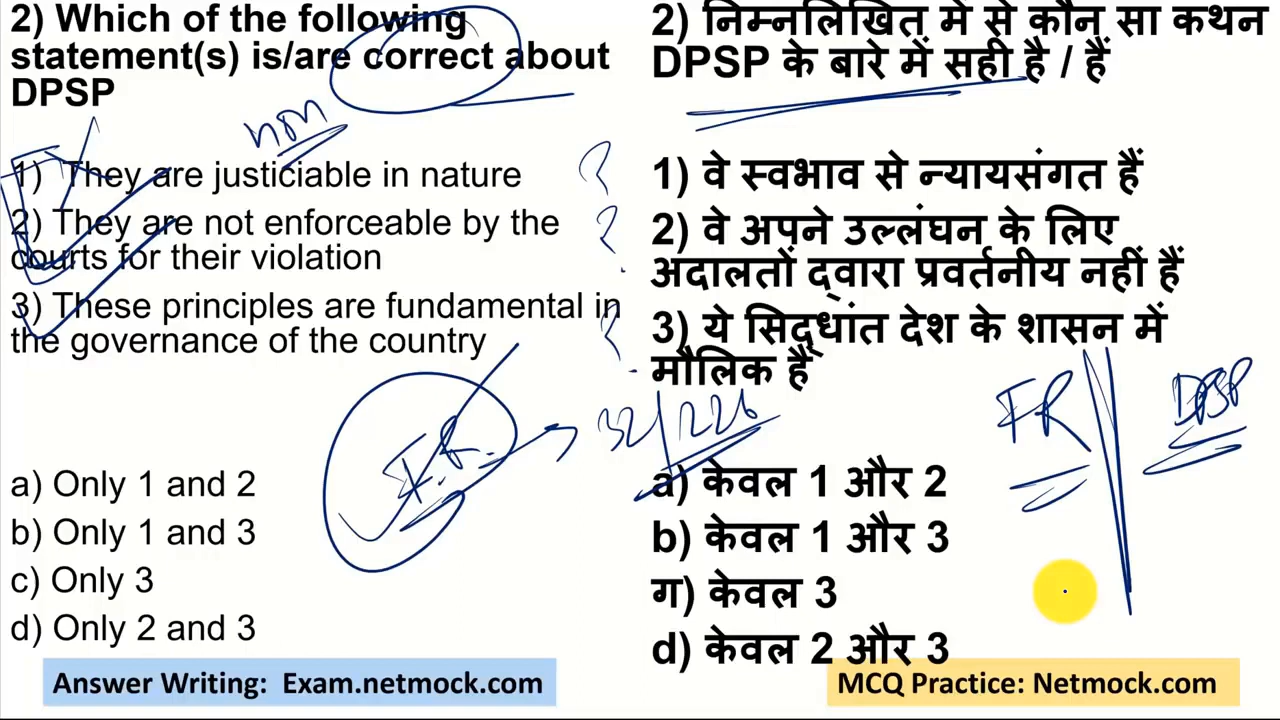 2) Which of the following
statement(s) is/are correct about
DPSP
non
1) They are justiciable in nature
2) They are not enforceable by the
courts for their violation
3) These principles are fundamental in
the governance of the country
a) Only 1 and 2
b) Only 1 and 3
c) Only 3
d) Only 2 and 3
2) निम्नलिखित मे से कौन सा कथन
DPSP के बारे में सही है / हैं
1) वे स्वभाव से न्यायसंगत हैं
2) वे अपने उल्लंघन के लिए
अदालतों द्वारा प्रवर्तनीय नहीं हैं
3) ये सिद्धांत देश के शासन में
मौलिक हैं
F.R. 32/226
FR DPSP
a) केवल 1 और 2
b) केवल 1 और 3
ग) केवल 3
d) केवल 2 और 3
Answer Writing: Exam.netmock.com
MCQ Practice: Netmock.com